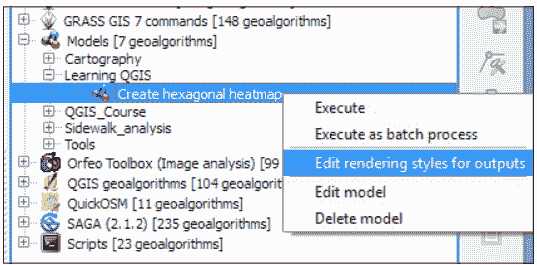 GRASS GIS 7 commands [148 geoalgorithms]
Models [7 geoalgorithms]
Cartography
Learning QGIS
Create hexagonal heatmap
QGIS_Course
Sidewalk_analysis
Tools
Orfeo Toolbox (Image analysis) [99
QGIS geoalgorithms [104 geoalgorit
QuickOSM [11 geoalgorithms]
SAGA (2.1.2) [235 geoalgorithms]
Scripts [23 geoalgorithms]
Execute
Execute as batch process
Edit rendering styles for outputs
Edit model
Delete model